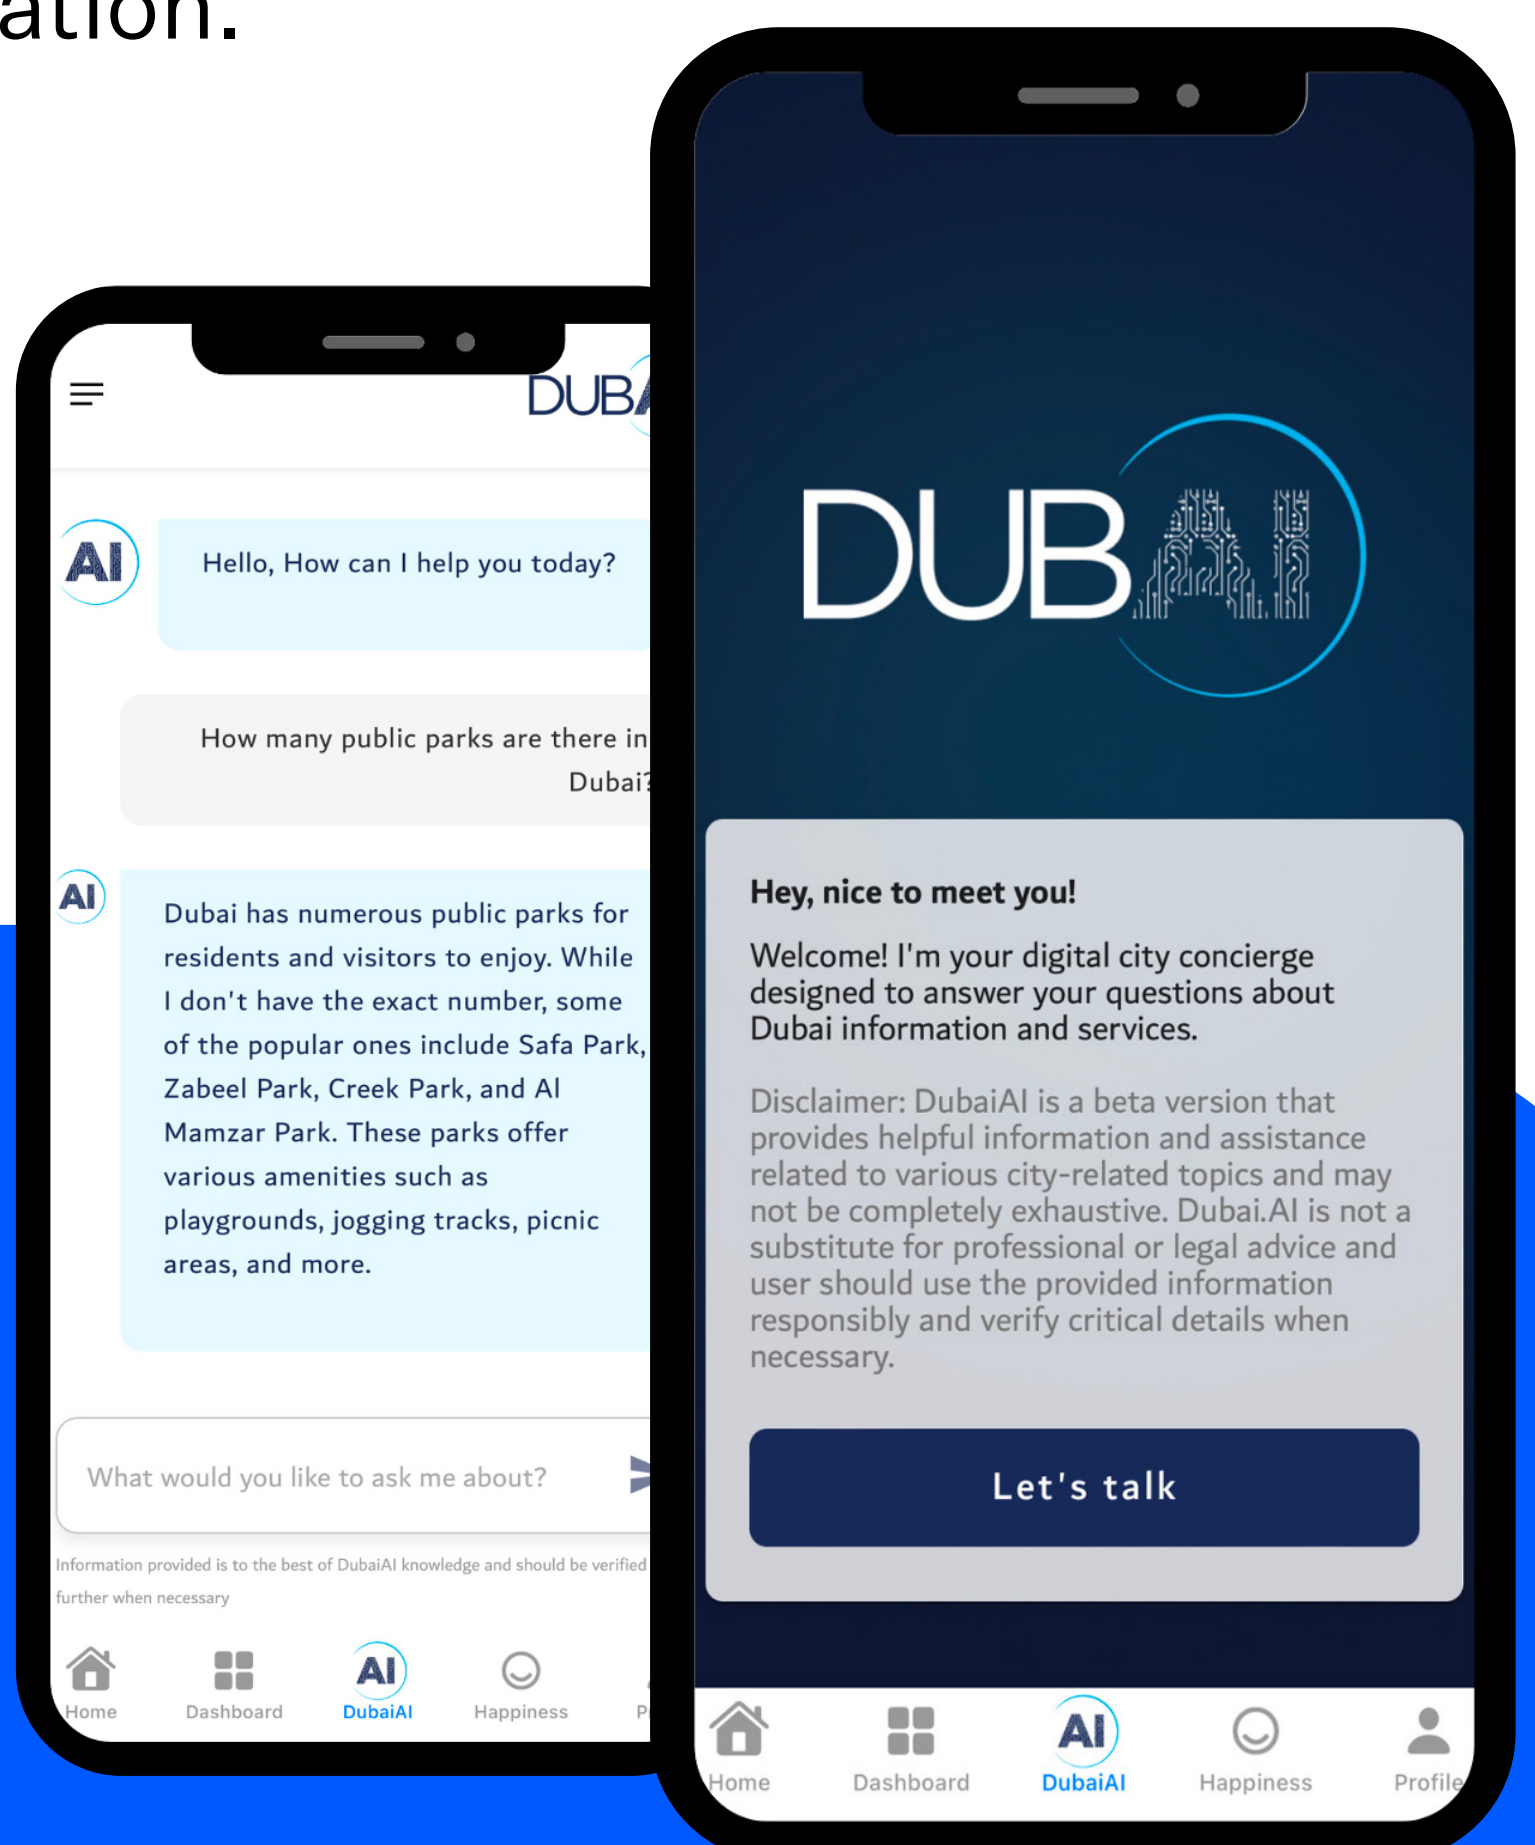 ation.
DUBA
Hello, How can I help you today?
How many public parks are there in
Dubai?
AI
AI
Dubai has numerous public parks for
residents and visitors to enjoy. While
I don't have the exact number, some
of the popular ones include Safa Park,
Zabeel Park, Creek Park, and Al
Mamzar Park. These parks offer
various amenities such as
playgrounds, jogging tracks, picnic
areas, and more.
What would you like to ask me about?
Information provided is to the best of DubaiAI knowledge and should be verified
further when necessary
AI
Home
Dashboard
DubaiAI
Happiness
DUBAI
Hey, nice to meet you!
Welcome! I'm your digital city concierge
designed to answer your questions about
Dubai information and services.
Disclaimer: DubaiAI is a beta version that
provides helpful information and assistance
related to various city-related topics and may
not be completely exhaustive. Dubai.AI is not a
substitute for professional or legal advice and
user should use the provided information
responsibly and verify critical details when
necessary.
Let's talk
AI
Home
Dashboard
DubaiAI
Happiness
Profile